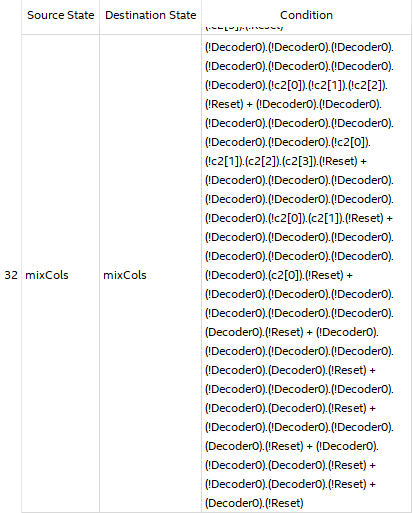 Source State Destination State Condition
(!c2[3]).(!Reset)
(!Decoder0).(!Decoder0).(!Decoder0).
(!Decoder0).(!Decoder0).(!Decoder0).
(!Decoder0).(!c2[0]).(!c2[1]).(!c2[2]).
(!Reset) + (!Decoder0).(!Decoder0).
(!Decoder0).(!Decoder0).(!Decoder0).
(!Decoder0).(!Decoder0).(!c2[0]).
(!c2[1]).(c2[2]).(c2[3]).(!Reset) +
(!Decoder0).(!Decoder0).(!Decoder0).
(!Decoder0).(!Decoder0).(!Decoder0).
(!Decoder0).(!c2[0]).(c2[1]).(!Reset) +
(!Decoder0).(!Decoder0).(!Decoder0).
(!Decoder0).(!Decoder0).(!Decoder0).
32 mixCols mixCols (!Decoder0).(c2[0]).(!Reset) +
(!Decoder0).(!Decoder0).(!Decoder0).
(!Decoder0).(!Decoder0).(!Decoder0).
(Decoder0).(!Reset) + (!Decoder0).
(!Decoder0).(!Decoder0).(!Decoder0).
(!Decoder0).(Decoder0).(!Reset) +
(!Decoder0).(!Decoder0).(!Decoder0).
(!Decoder0).(Decoder0).(!Reset) +
(!Decoder0).(!Decoder0).(!Decoder0).
(Decoder0).(!Reset) + (!Decoder0).
(!Decoder0).(Decoder0).(!Reset) +
(!Decoder0).(Decoder0).(!Reset) +
(Decoder0).(!Reset)